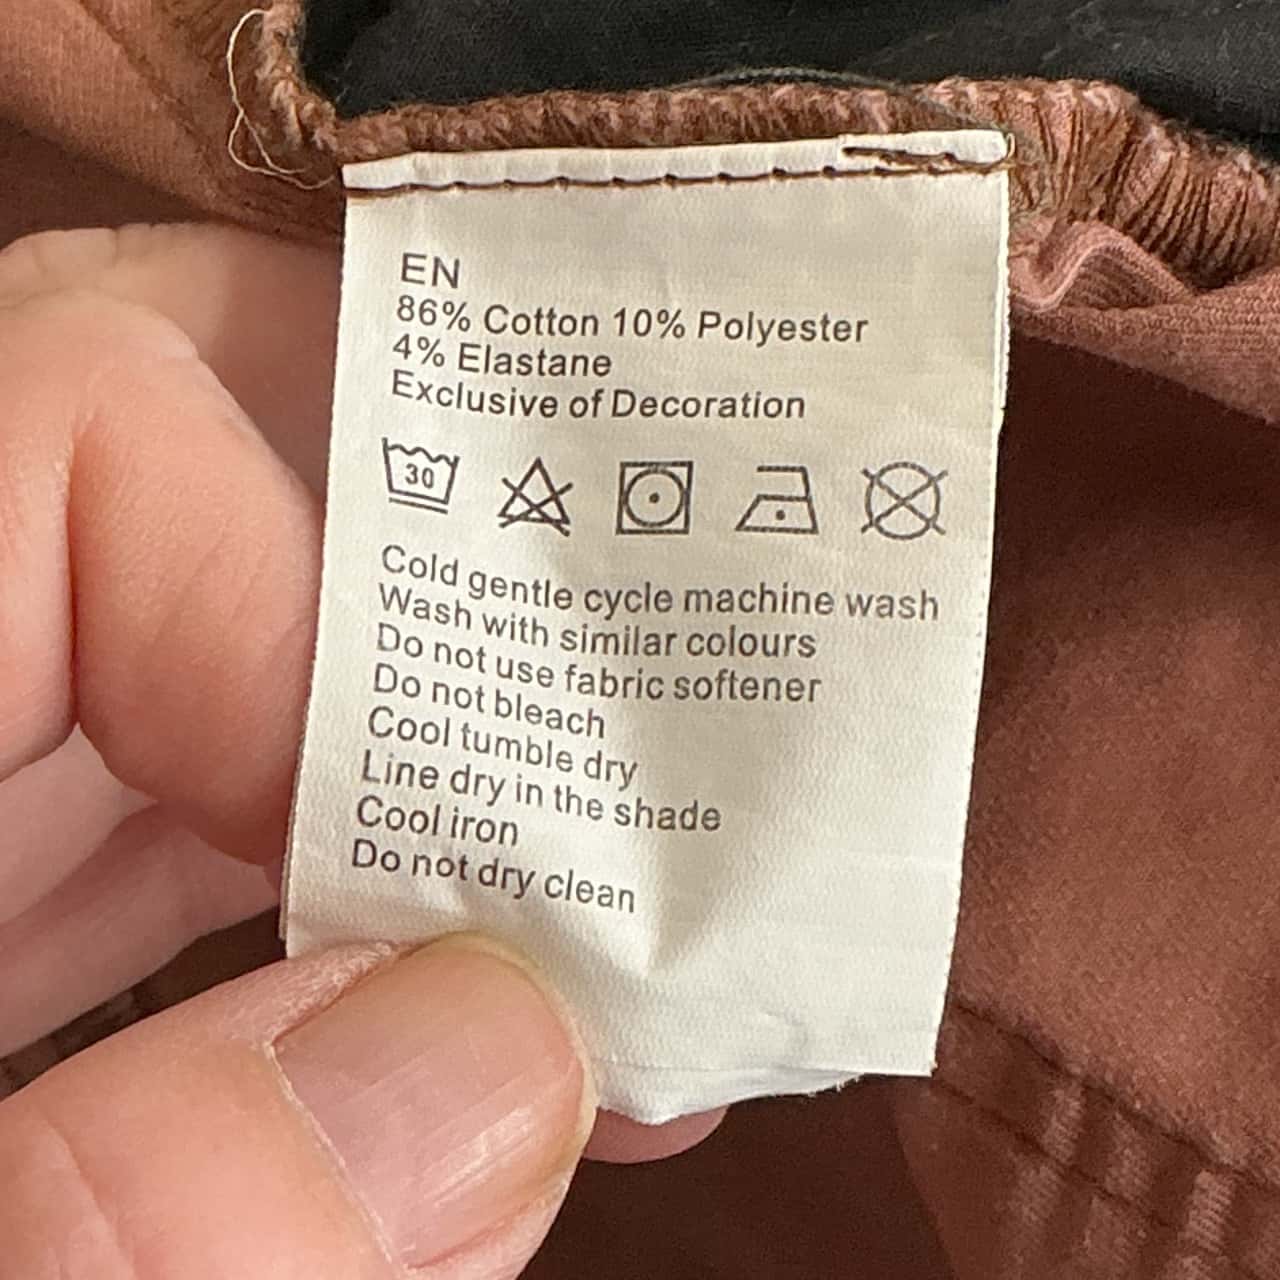 EN
86% Cotton 10% Polyester
4% Elastane
Exclusive of Decoration
30
Cold gentle cycle machine wash
Wash with similar colours
Do not use fabric softener
Do not bleach
Cool tumble dry
Line dry in the shade
Cool iron
Do not dry clean